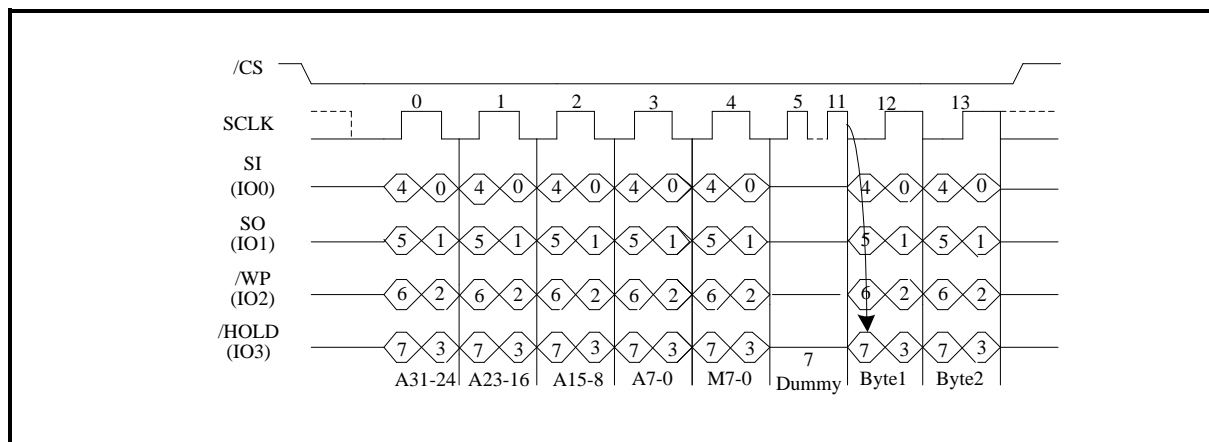 /CS
0 1 2 3 4 5 11 12 13
SCLK
SI
(IO0)
4 0 4 0 4 0 4 0 4 0 4 0 4 0
SO
(IO1)
5 1 5 1 5 1 5 1 5 1 5 1 5 1
/WP
(IO2)
6 2 6 2 6 2 6 2 6 2 6 2 6 2
/HOLD
(IO3)
7 3 7 3 7 3 7 3 7 3 7 3 7 3
7
A31-24 A23-16 A15-8 A7-0 M7-0 Dummy Byte1 Byte2